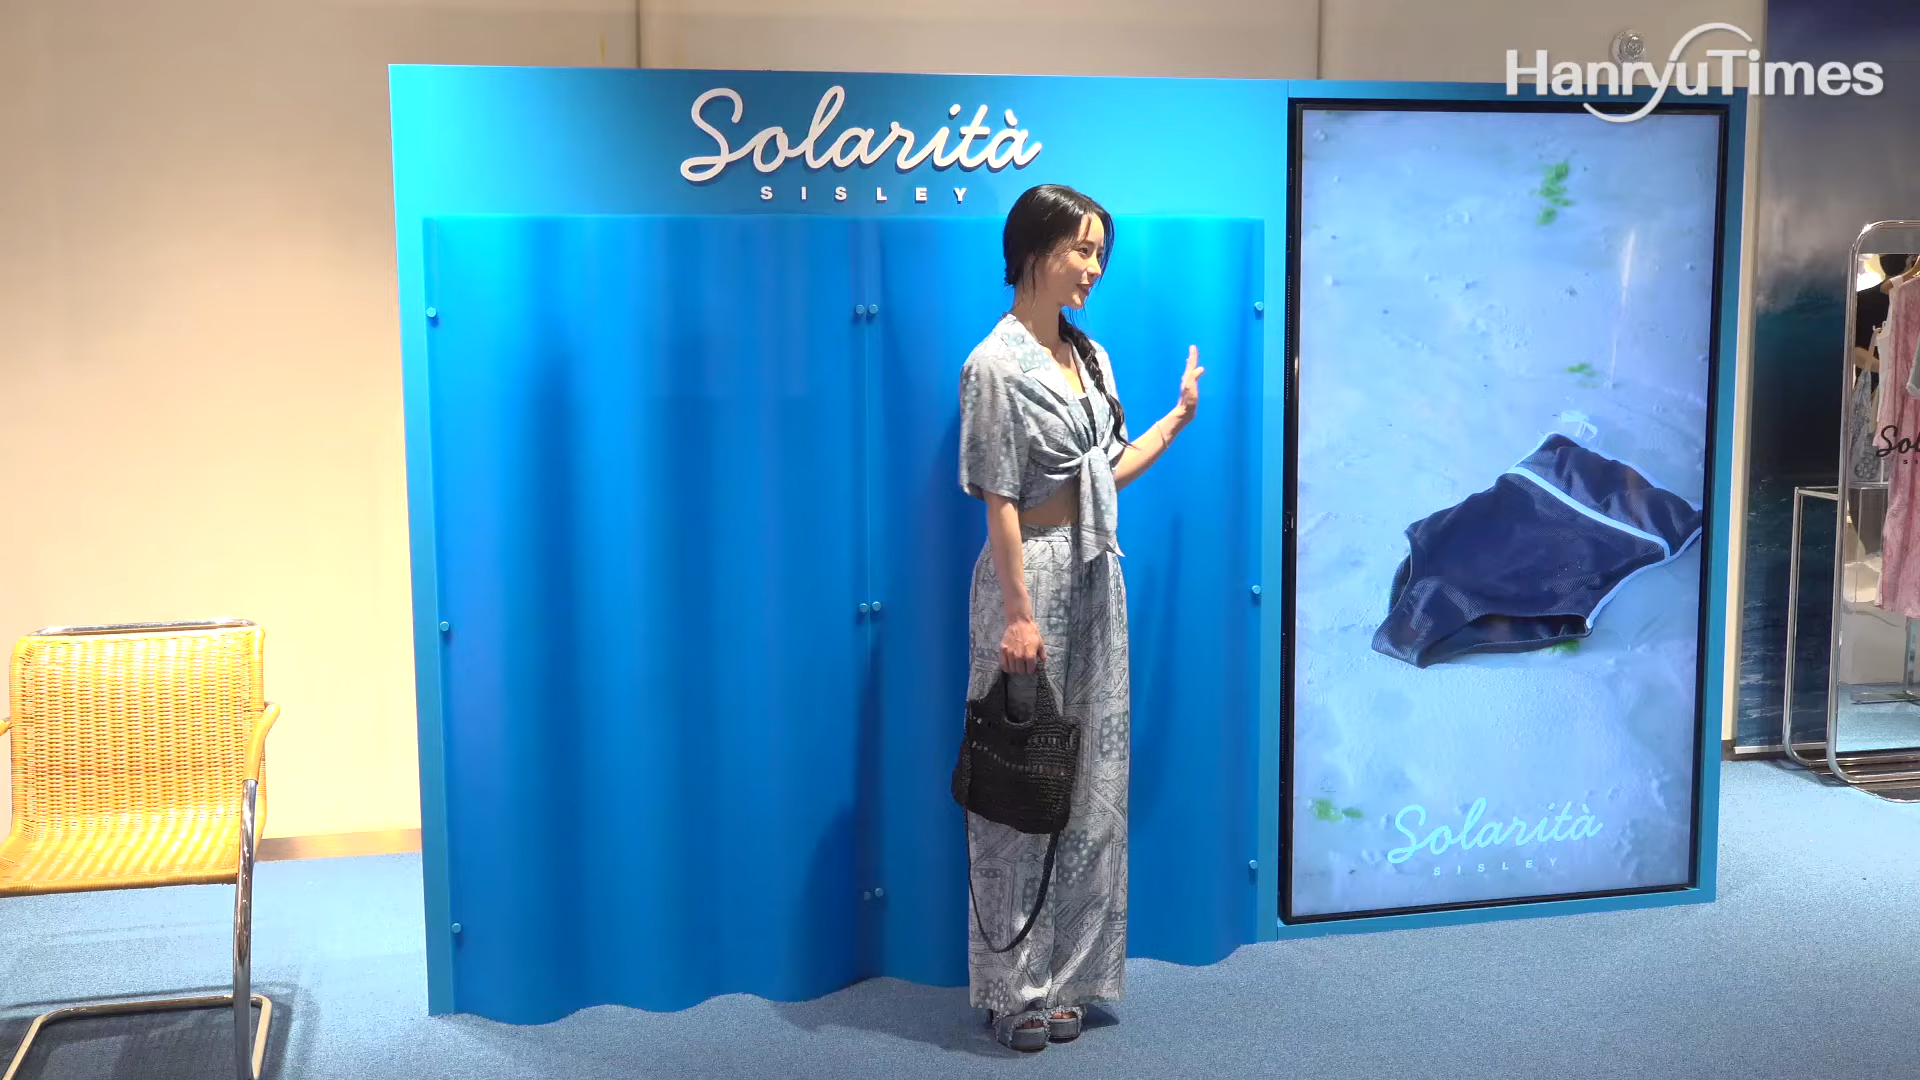 HanryuTimes
Solarità
SISLEY
Solarità
SISLEY